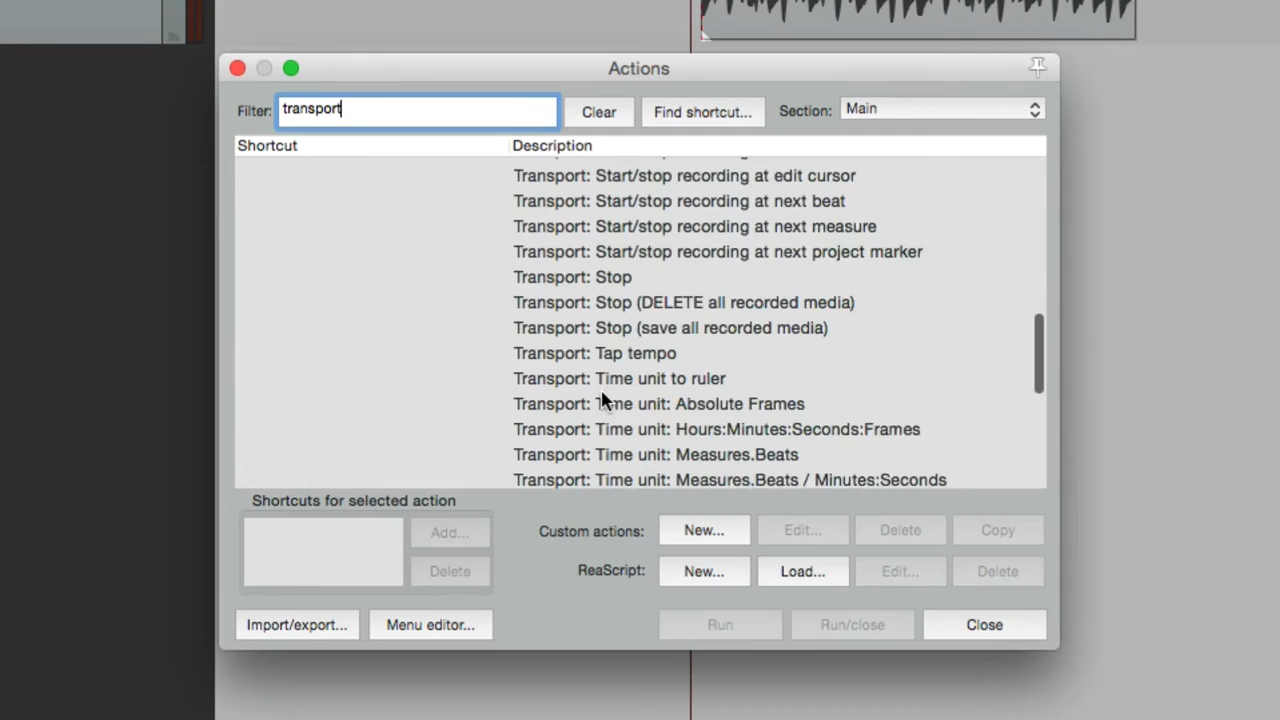 Actions
Filter: transport Clear Find shortcut... Section: Main
Shortcut Description
Transport: Start/stop recording at edit cursor
Transport: Start/stop recording at next beat
Transport: Start/stop recording at next measure
Transport: Start/stop recording at next project marker
Transport: Stop
Transport: Stop (DELETE all recorded media)
Transport: Stop (save all recorded media)
Transport: Tap tempo
Transport: Time unit to ruler
Transport: Time unit: Absolute Frames
Transport: Time unit: Hours:Minutes:Seconds:Frames
Transport: Time unit: Measures.Beats
Transport: Time unit: Measures.Beats / Minutes:Seconds
Shortcuts for selected action
Add... Custom actions: New... Edit... Delete Copy
Delete ReaScript: New... Load... Edit... Delete
Import/export... Menu editor... Run Run/close Close